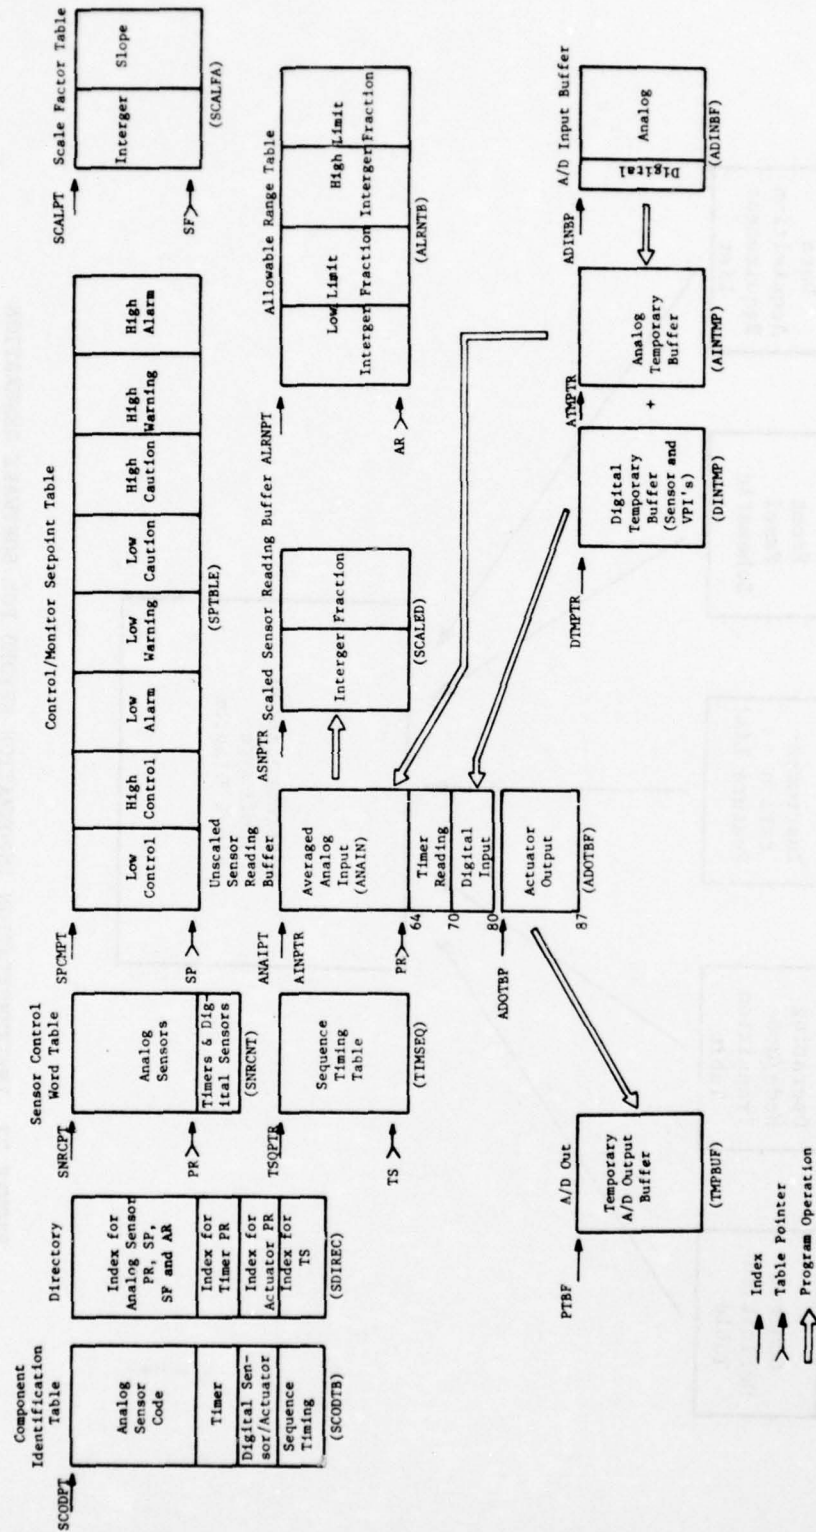 Component
Identification
Table
SCODPT
Analog
Sensor
Code
Timer
Digital Sen-
sor/Actuator
Sequence
Timing
(SCODTB)
Directory
Index for
Analog Sensor
PR, SP,
SF and AR
Index for
Timer PR
Index for
Actuator PR
Index for
TS
(SDIREC)
Sensor Control
Word Table
SNRCPT
Analog
Sensors
PR
Timers & Dig-
ital Sensors
(SNRCNT)
Control/Monitor Setpoint Table
SPCMPT
SP
Low
Control
High
Control
Low
Alarm
Low
Warning
Low
Caution
High
Caution
High
Warning
High
Alarm
(SPTBLE)
Scale Factor Table
SCALPT
SF
Interger
Slope
(SCALFA)
TSQPTR
Sequence
Timing
Table
TS
(TIMSEQ)
Unscaled
Sensor
Reading
Buffer
ANAIPT
AINPTR
Averaged
Analog
Input
(ANAIN)
PR
64
Timer
Reading
70
Digital
Input
80
ADOTBP
Actuator
Output
87
(ADOTBF)
Scaled Sensor Reading Buffer
ASNPTR
Interger
Fraction
(SCALED)
Allowable Range Table
ALRNPT
AR
Low Limit
High Limit
Interger
Fraction
Interger
Fraction
(ALRNTB)
A/D Out
PTBF
Temporary
A/D Output
Buffer
(TMPBUF)
DTMPTR
Digital
Temporary
Buffer
(Sensor and
VPI's)
(DINTMP)
+
ATMPTR
Analog
Temporary
Buffer
(AINTMP)
A/D Input Buffer
ADINBP
Digital
Analog
(ADINBF)
Index
Table Pointer
Program Operation